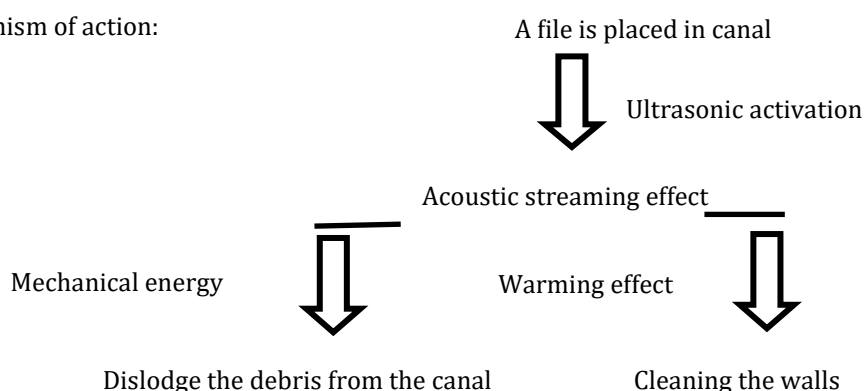 of action:
A file is placed in canal
Ultrasonic activation
Acoustic streaming effect
Mechanical energy
Warming effect
Dislodge the debris from the canal
Cleaning the walls